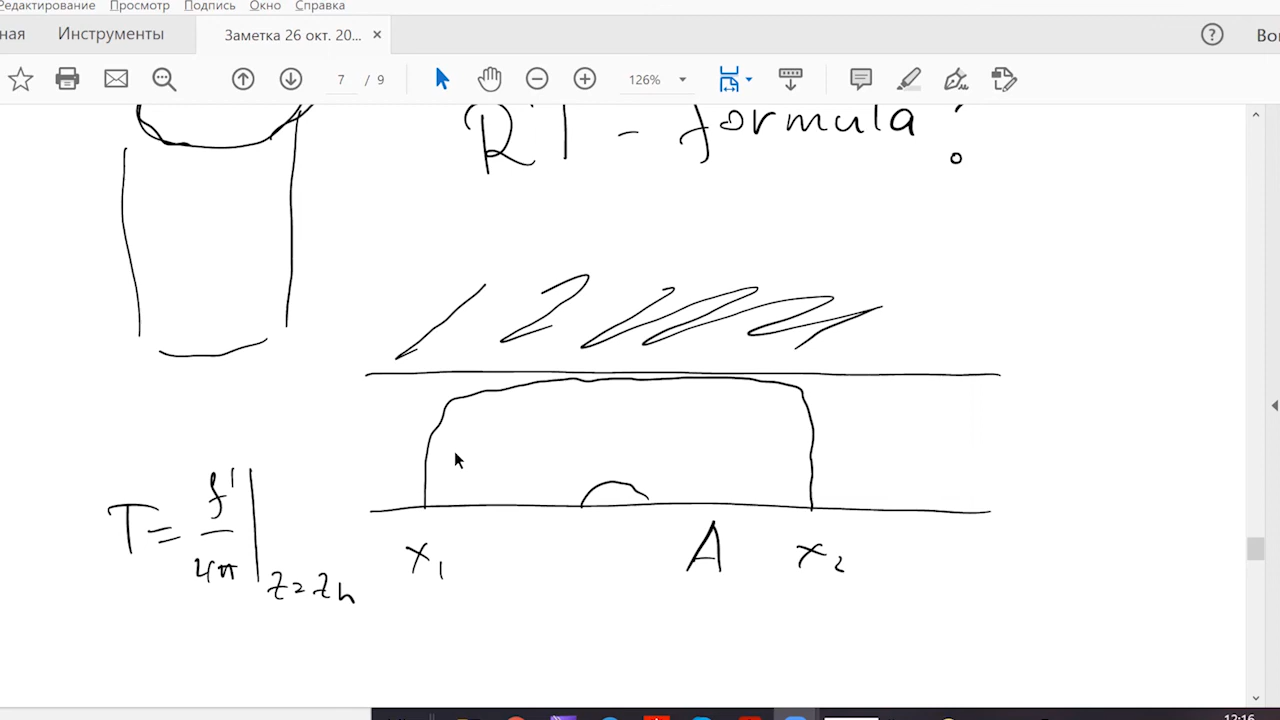 Редактирование Просмотр Подпись Окно Справка
ная Инструменты Заметка 26 окт. 20... ×
7 / 9 126%
RT - formula?
T = f' / 4π | z = zh
x1 A x2
12:16